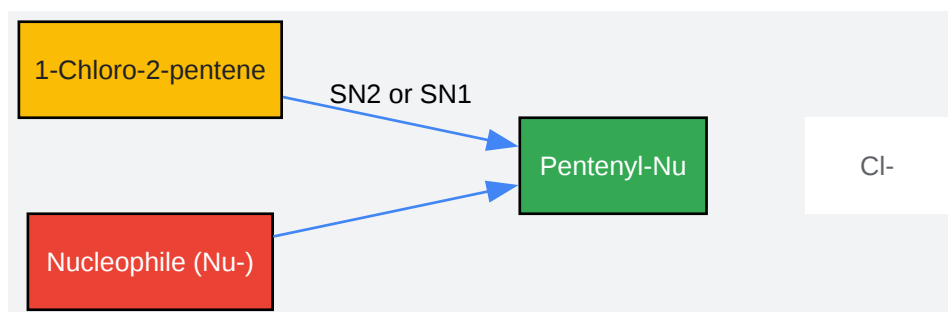 1-Chloro-2-pentene
SN2 or SN1
Pentenyl-Nu
Cl-
Nucleophile (Nu-)